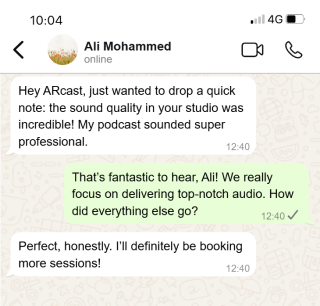 10:04
4G
Ali Mohammed
online
Hey ARcast, just wanted to drop a quick
note: the sound quality in your studio was
incredible! My podcast sounded super
professional.
12:40
That's fantastic to hear, Ali! We really
focus on delivering top-notch audio. How
did everything else go?
12:40
Perfect, honestly. I'll definitely be booking
more sessions!
12:40